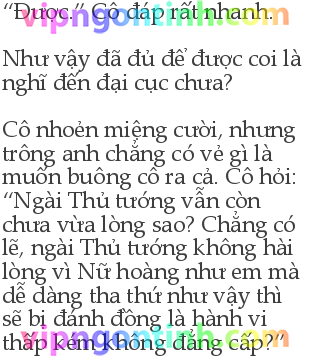 “Được.” Cô đáp rất nhanh.
Như vậy đã đủ để được coi là
nghĩ đến đại cục chưa?
Cô nhoẻn miệng cười, nhưng
trông anh chẳng có vẻ gì là
muốn buông cô ra cả. Cô hỏi:
“Ngài Thủ tướng vẫn còn
chưa vừa lòng sao? Chẳng có
lẽ, ngài Thủ tướng không hài
lòng vì Nữ hoàng như em mà
dễ dàng tha thứ như vậy thì
sẽ bị đánh đồng là hành vi
thấp kém không đẳng cấp?”
vipngontinh.com
vipngontinh.com